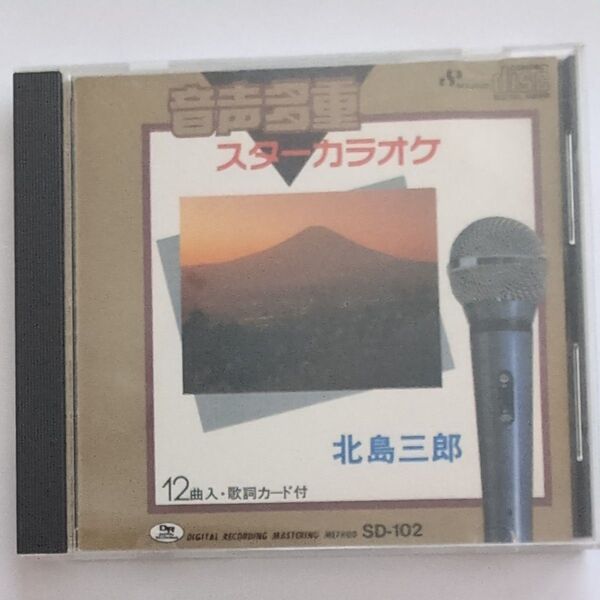 音声多重
スターカラオケ
北島三郎
12曲入・歌詞カード付
DIGITAL RECORDING MASTERING METHOD SD-102